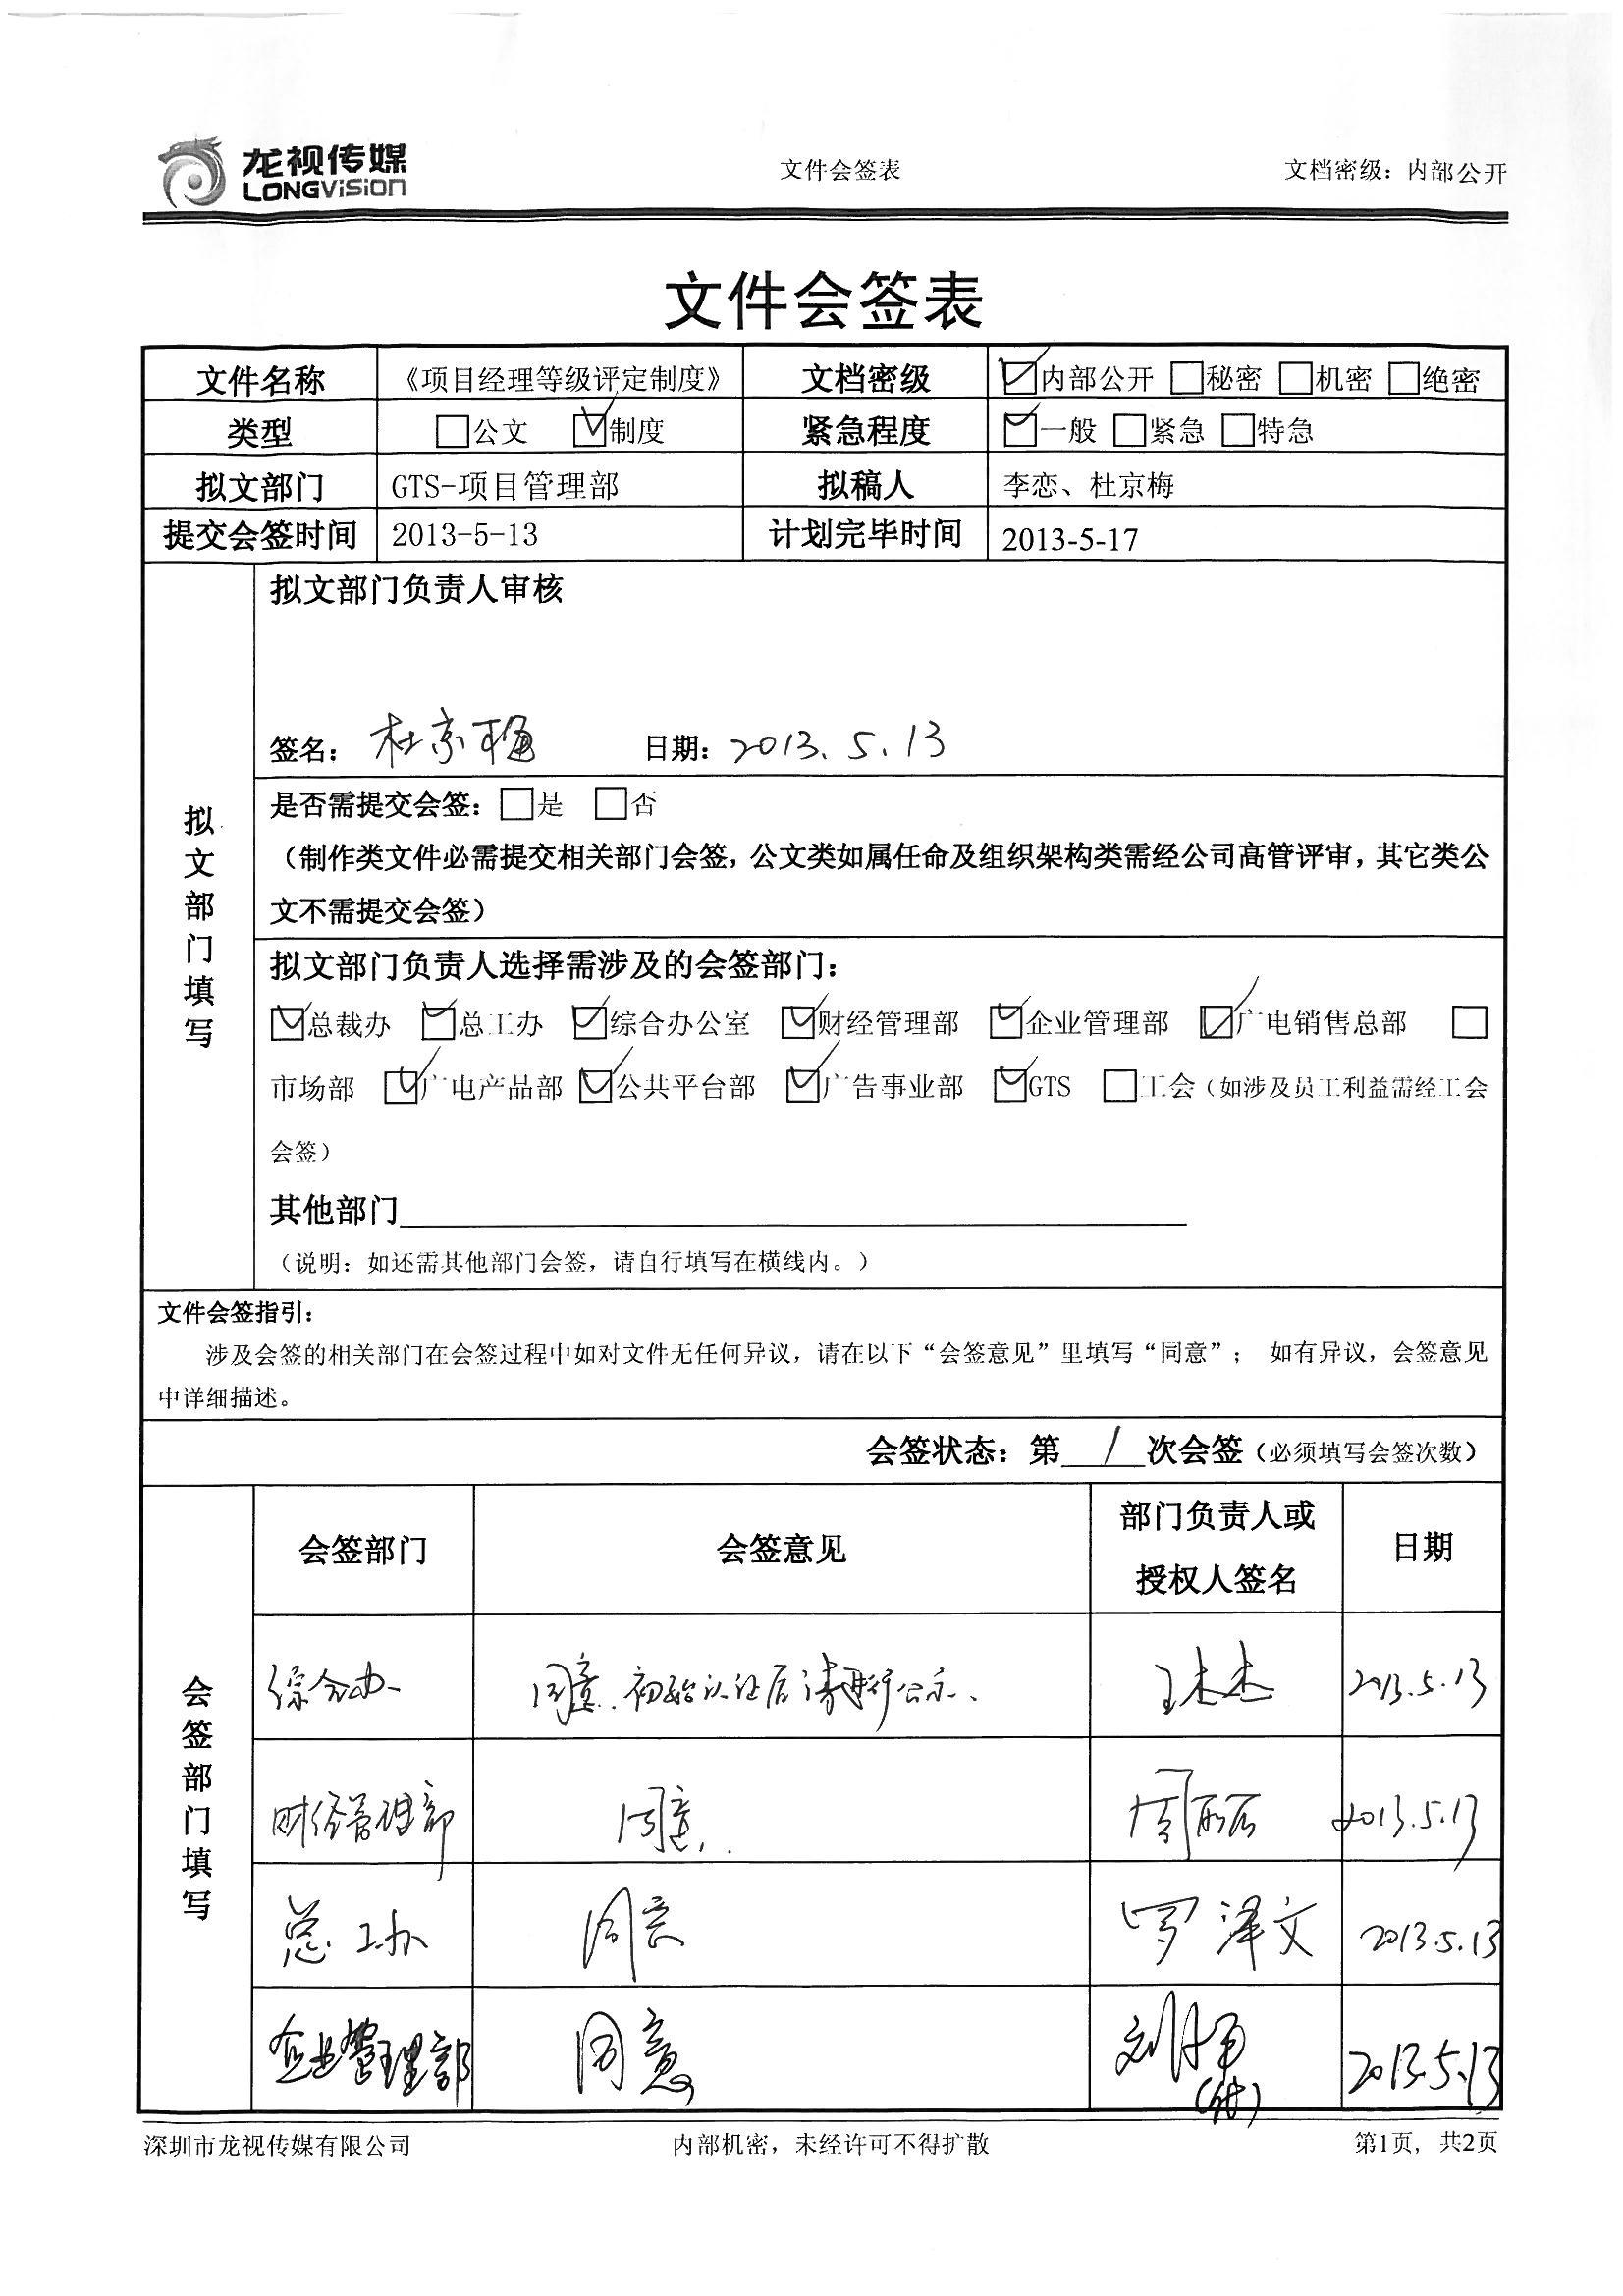 龙视传媒
LONGVISION
文件会签表
文档密级：内部公开
文件会签表
文件名称 《项目经理等级评定制度》 文档密级 ☑内部公开 □秘密 □机密 □绝密
类型 □公文 ☑制度 紧急程度 ☑一般 □紧急 □特急
拟文部门 GTS-项目管理部 拟稿人 李恋、杜京梅
提交会签时间 2013-5-13 计划完毕时间 2013-5-17
拟文部门填写
拟文部门负责人审核
签名：杜京梅 日期：2013.5.13
是否需提交会签：□是 □否
（制作类文件必需提交相关部门会签，公文类如属任命及组织架构类需经公司高管评审，其它类公
文不需提交会签）
拟文部门负责人选择需涉及的会签部门：
☑总裁办 ☑总工办 ☑综合办公室 ☑财经管理部 ☑企业管理部 ☑广电销售总部 □
市场部 ☑广电产品部 ☑公共平台部 ☑广告事业部 ☑GTS □工会（如涉及员工利益需经工会
会签）
其他部门
（说明：如还需其他部门会签，请自行填写在横线内。）
文件会签指引：
涉及会签的相关部门在会签过程中如对文件无任何异议，请在以下“会签意见”里填写“同意”； 如有异议，会签意见
中详细描述。
会签状态：第 1 次会签（必须填写会签次数）
会签部门填写
会签部门 会签意见 部门负责人或 日期
授权人签名
综合办 同意.初始认证后请进行公示. 王杰杰 2013.5.13
财经管理部 同意. 2013.5.13
总工办 同意 罗泽文 2013.5.13
企业管理部 同意 2013.5.13
(代)
深圳市龙视传媒有限公司 内部机密，未经许可不得扩散 第1页，共2页